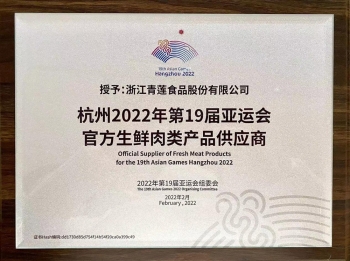 19th Asian Games
Hangzhou 2022
授予:浙江青莲食品股份有限公司
杭州2022年第19届亚运会
官方生鲜肉类产品供应商
Official Supplier of Fresh Meat Products
for the 19th Asian Games Hangzhou 2022
2022年第19届亚运会组委会
The 19th Asian Games 2022 Organising Committee
2022年2月
February, 2022